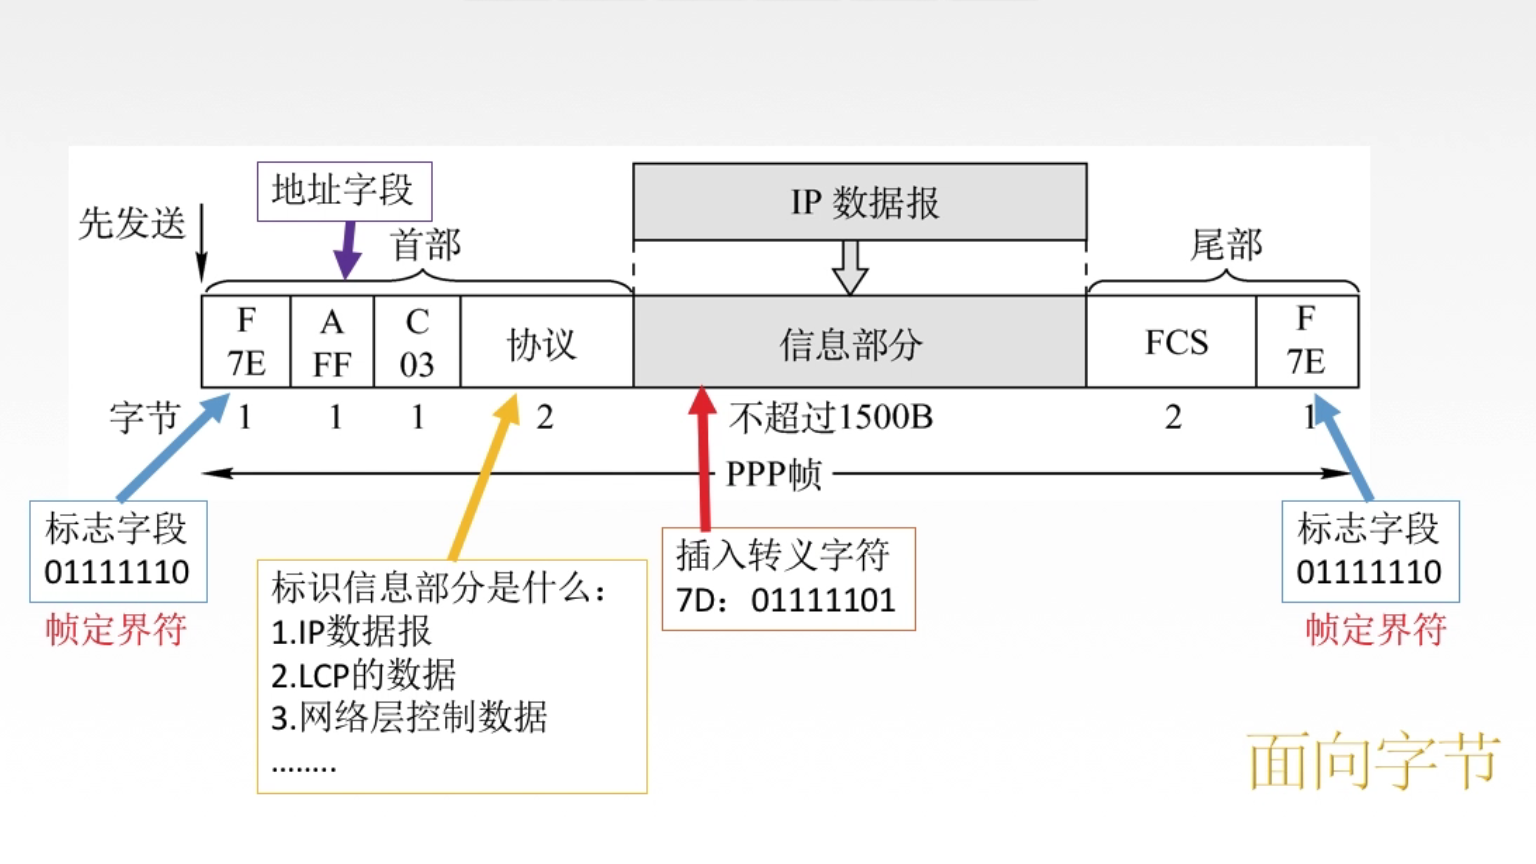 地址字段
IP 数据报
先发送
首部
尾部
F
7E
A
FF
C
03
协议
信息部分
FCS
F
7E
字节
1
1
1
2
不超过1500B
2
1
PPP帧
标志字段
01111110
帧定界符
标识信息部分是什么：
1.IP数据报
2.LCP的数据
3.网络层控制数据
........
插入转义字符
7D：01111101
标志字段
01111110
帧定界符
面向字节